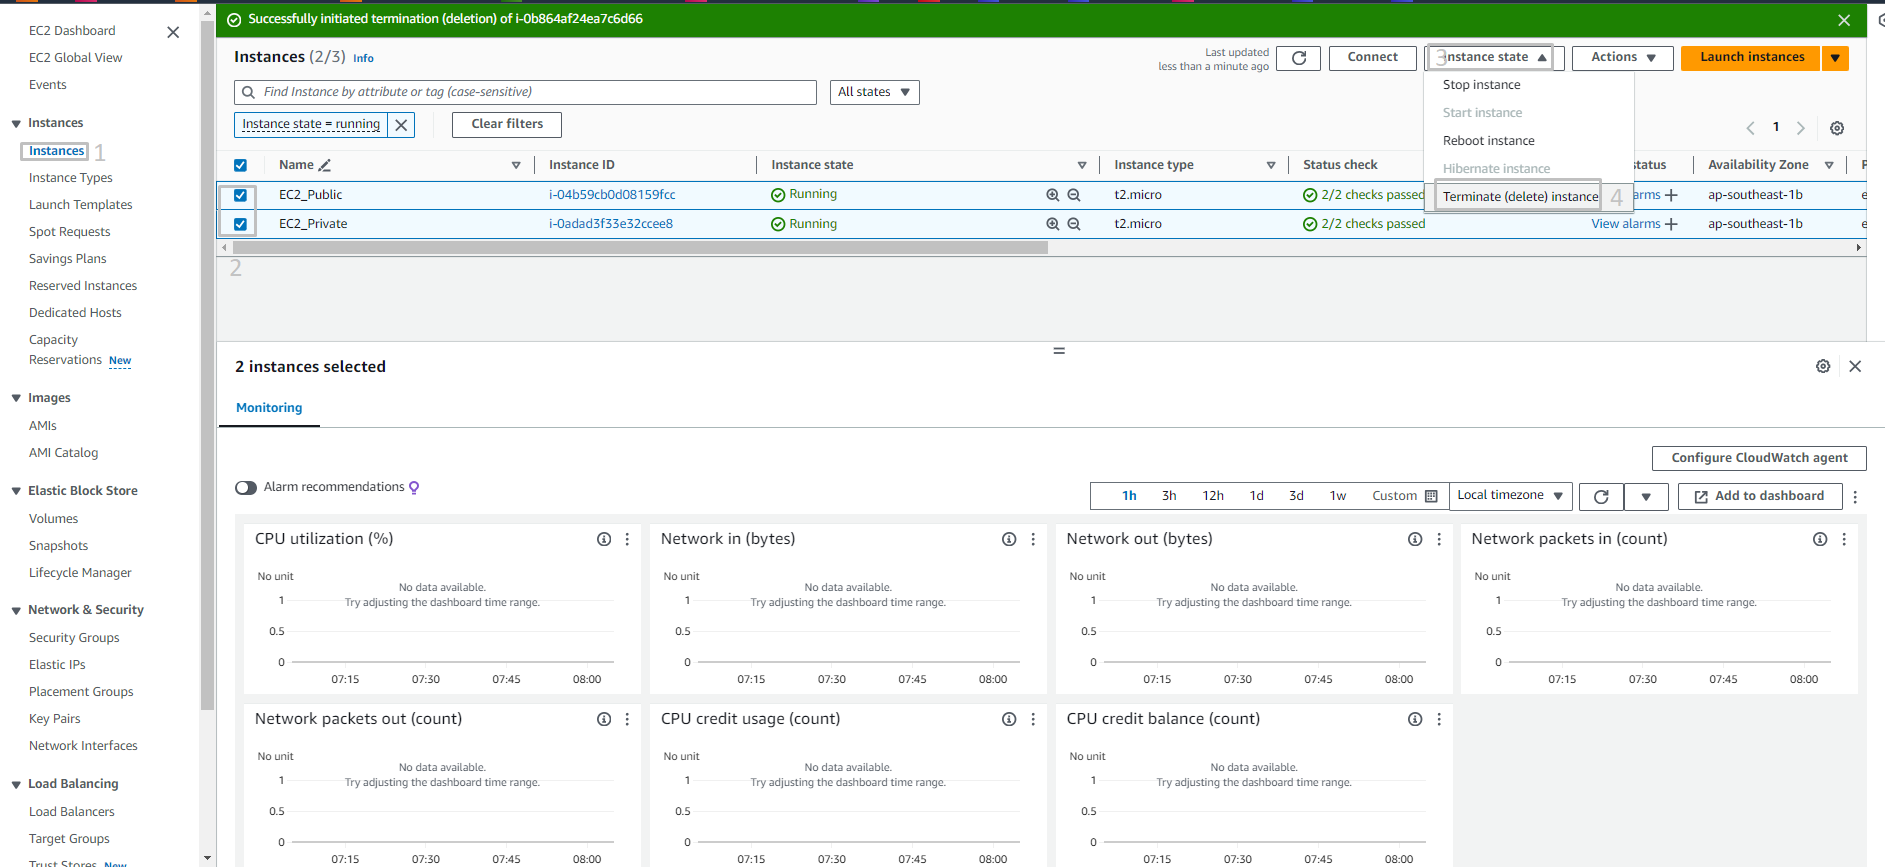 Successfully initiated termination (deletion) of i-0b864af24ea7c6d66
EC2 Dashboard
EC2 Global View
Events
Instances
Instances 1
Instance Types
Launch Templates
Spot Requests
Savings Plans
Reserved Instances
Dedicated Hosts
Capacity
Reservations New
Images
AMIs
AMI Catalog
Elastic Block Store
Volumes
Snapshots
Lifecycle Manager
Network & Security
Security Groups
Elastic IPs
Placement Groups
Key Pairs
Network Interfaces
Load Balancing
Load Balancers
Target Groups
Trust Stores New
Instances (2/3) Info
Last updated
less than a minute ago
Connect
3 Instance state
Actions
Launch instances
Find Instance by attribute or tag (case-sensitive)
All states
Instance state = running
Clear filters
1
Stop instance
Start instance
Reboot instance
Hibernate instance
Terminate (delete) instance 4
Name Instance ID Instance state Instance type Status check status Availability Zone
EC2_Public i-04b59cb0d08159fcc Running t2.micro 2/2 checks passed arms ap-southeast-1b
EC2_Private i-0adad3f33e32ccee8 Running t2.micro 2/2 checks passed View alarms ap-southeast-1b
2
2 instances selected
Monitoring
Configure CloudWatch agent
Alarm recommendations
1h 3h 12h 1d 3d 1w Custom Local timezone Add to dashboard
CPU utilization (%)
No unit
No data available.
Try adjusting the dashboard time range.
1
0.5
0
07:15 07:30 07:45 08:00
Network in (bytes)
No unit
No data available.
Try adjusting the dashboard time range.
1
0.5
0
07:15 07:30 07:45 08:00
Network out (bytes)
No unit
No data available.
Try adjusting the dashboard time range.
1
0.5
0
07:15 07:30 07:45 08:00
Network packets in (count)
No unit
No data available.
Try adjusting the dashboard time range.
1
0.5
0
07:15 07:30 07:45 08:00
Network packets out (count)
No unit
No data available.
Try adjusting the dashboard time range.
1
0.5
0
07:15 07:30 07:45 08:00
CPU credit usage (count)
No unit
No data available.
Try adjusting the dashboard time range.
1
0.5
0
07:15 07:30 07:45 08:00
CPU credit balance (count)
No unit
No data available.
Try adjusting the dashboard time range.
1
0.5
0
07:15 07:30 07:45 08:00